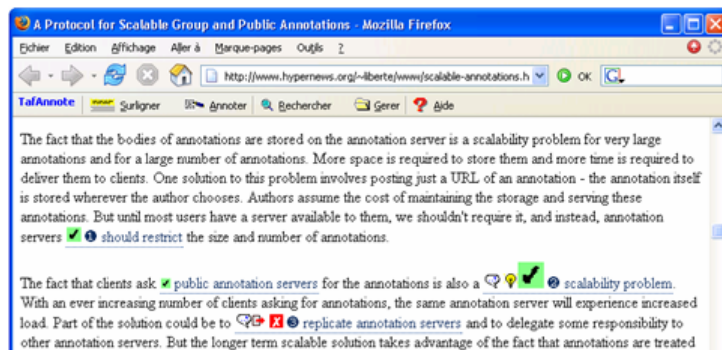 A Protocol for Scalable Group and Public Annotations - Mozilla Firefox
Fichier Edition Affichage Aller à Marque-pages Outils ?
http://www.hypernews.org/~liberte/www/scalable-annotations.h OK G
TafAnnote Surligner Annoter Rechercher Gerer ? Aide
The fact that the bodies of annotations are stored on the annotation server is a scalability problem for very large
annotations and for a large number of annotations. More space is required to store them and more time is required to
deliver them to clients. One solution to this problem involves posting just a URL of an annotation - the annotation itself
is stored wherever the author chooses. Authors assume the cost of maintaining the storage and serving these
annotations. But until most users have a server available to them, we shouldn't require it, and instead, annotation
servers 1 should restrict the size and number of annotations.
The fact that clients ask public annotation servers for the annotations is also a 2 scalability problem.
With an ever increasing number of clients asking for annotations, the same annotation server will experience increased
load. Part of the solution could be to replicate annotation servers and to delegate some responsibility to
other annotation servers. But the longer term scalable solution takes advantage of the fact that annotations are treated